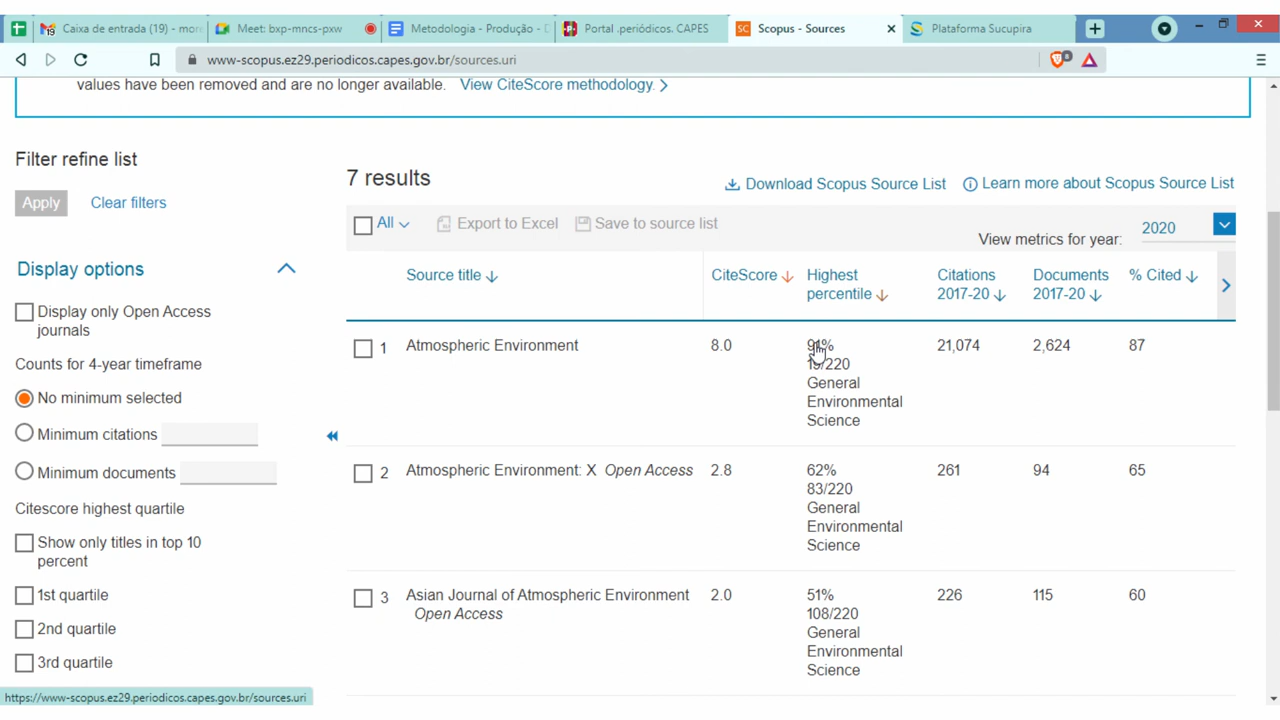 Caixa de entrada (19) - mor
Meet: bxp-mncs-pxw
Metodologia - Produção - D
Portal .periódicos. CAPES
SC Scopus - Sources
Plataforma Sucupira
www-scopus.ez29.periodicos.capes.gov.br/sources.uri
values have been removed and are no longer available. View CiteScore methodology. >
Filter refine list
Apply Clear filters
Display options
Display only Open Access
journals
Counts for 4-year timeframe
No minimum selected
Minimum citations
Minimum documents
Citescore highest quartile
Show only titles in top 10
percent
1st quartile
2nd quartile
3rd quartile
7 results
Download Scopus Source List
Learn more about Scopus Source List
All Export to Excel Save to source list
View metrics for year: 2020
Source title CiteScore Highest percentile Citations 2017-20 Documents 2017-20 % Cited
1 Atmospheric Environment 8.0 91% 21,074 2,624 87
19/220
General
Environmental
Science
2 Atmospheric Environment: X Open Access 2.8 62% 261 94 65
83/220
General
Environmental
Science
3 Asian Journal of Atmospheric Environment 2.0 51% 226 115 60
Open Access 108/220
General
Environmental
Science
https://www-scopus.ez29.periodicos.capes.gov.br/sources.uri